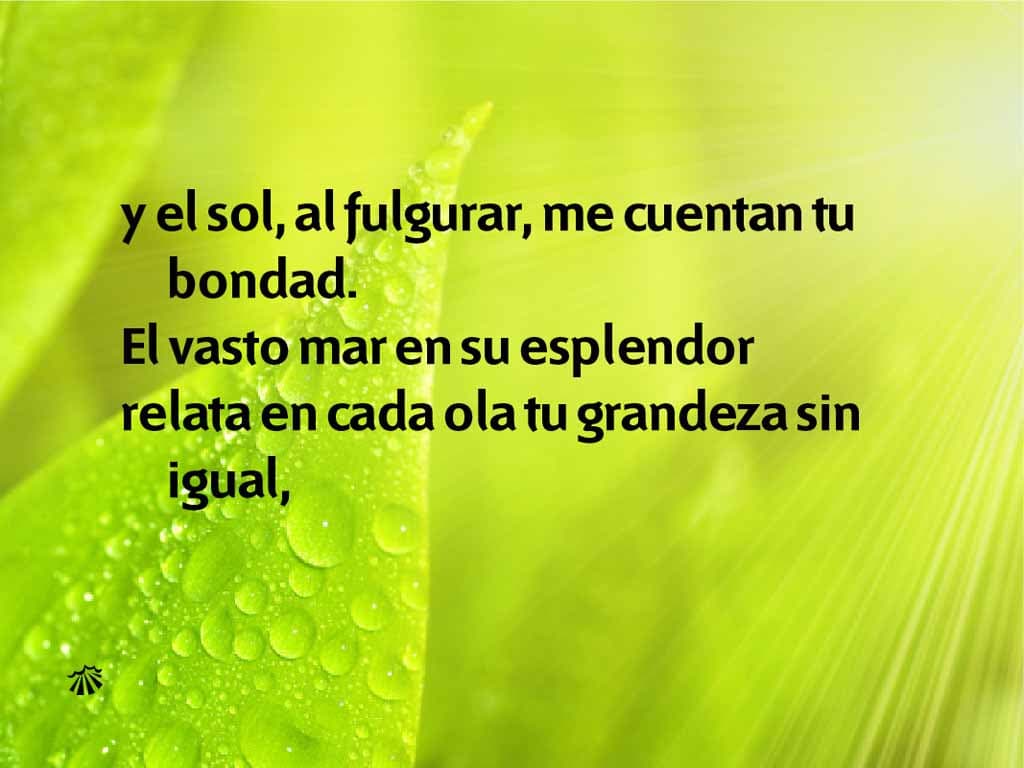 y el sol, al fulgurar, me cuentan tu
bondad.
El vasto mar en su esplendor
relata en cada ola tu grandeza sin
igual,